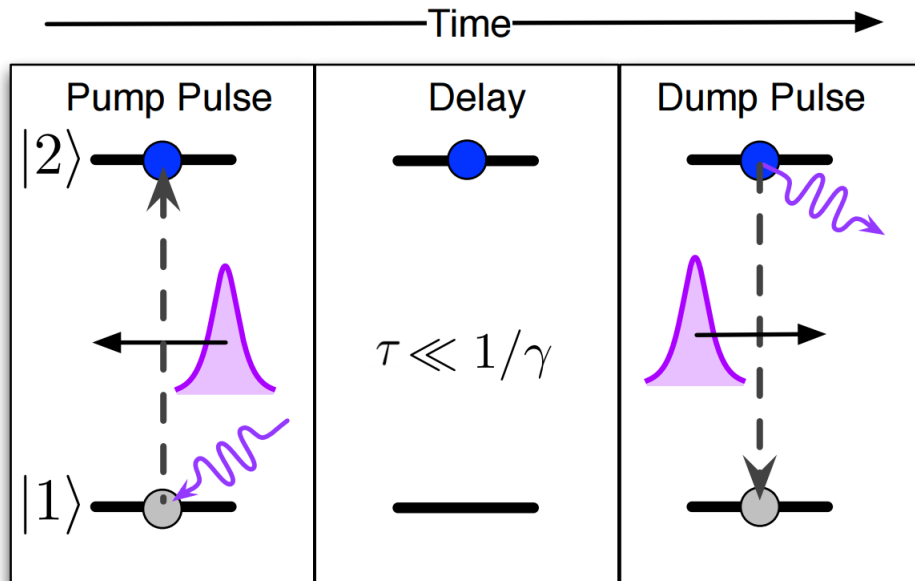 Time
Pump Pulse
Delay
Dump Pulse
|2⟩
τ ≪ 1/γ
|1⟩